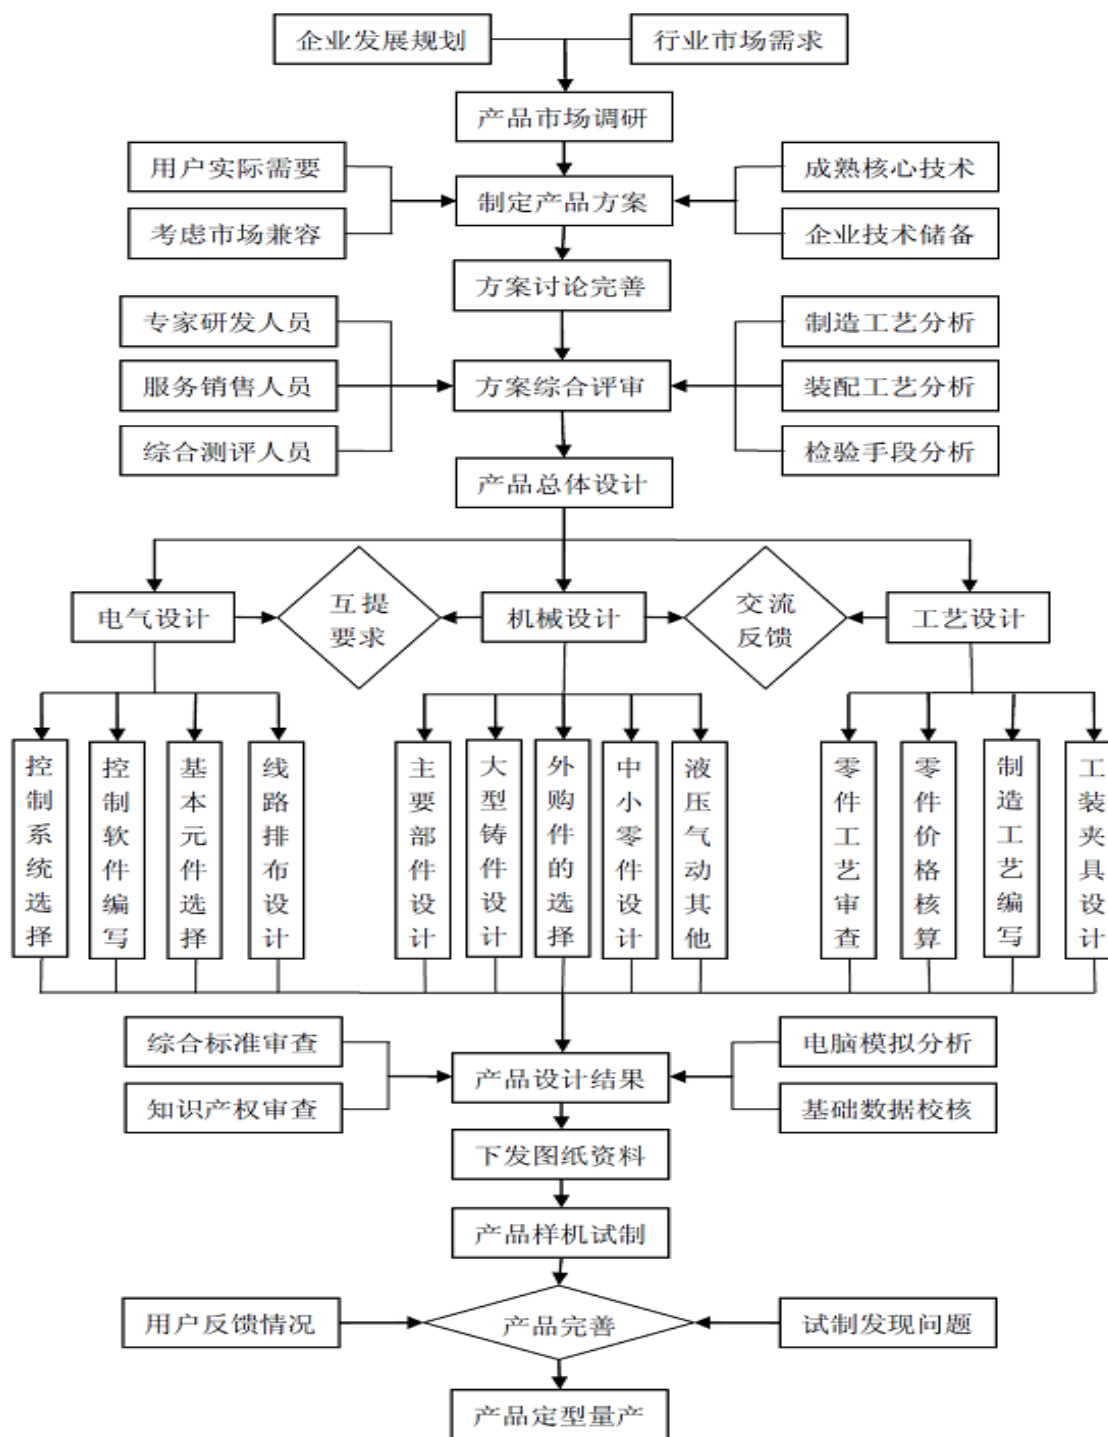 企业发展规划
行业市场需求
产品市场调研
用户实际需要
成熟核心技术
制定产品方案
考虑市场兼容
企业技术储备
方案讨论完善
专家研发人员
制造工艺分析
服务销售人员
方案综合评审
装配工艺分析
综合测评人员
检验手段分析
产品总体设计
电气设计
互提
要求
机械设计
交流
反馈
工艺设计
控制系统选择
控制软件编写
基本元件选择
线路排布设计
主要部件设计
大型铸件设计
外购件的选择
中小零件设计
液压气动其他
零件工艺审查
零件价格核算
制造工艺编写
工装夹具设计
综合标准审查
电脑模拟分析
产品设计结果
知识产权审查
基础数据校核
下发图纸资料
产品样机试制
用户反馈情况
产品完善
试制发现问题
产品定型量产